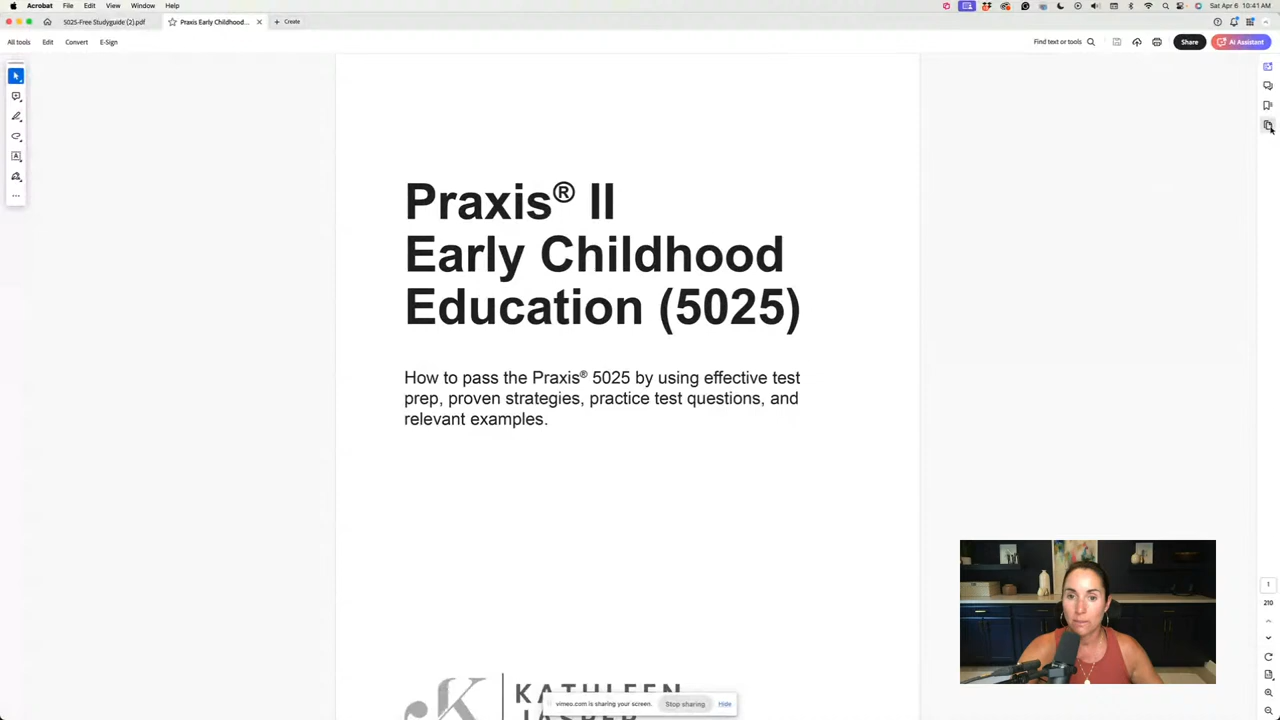 Acrobat File Edit View Window Help
Sat Apr 6 10:41 AM
5025-Free Studyguide (2).pdf
Praxis Early Childhood...
Create
All tools Edit Convert E-Sign
Find text or tools
Share
AI Assistant
Praxis® II
Early Childhood
Education (5025)
How to pass the Praxis® 5025 by using effective test
prep, proven strategies, practice test questions, and
relevant examples.
1
210
KATHLEEN
JASPER
vimeo.com is sharing your screen.
Stop sharing
Hide